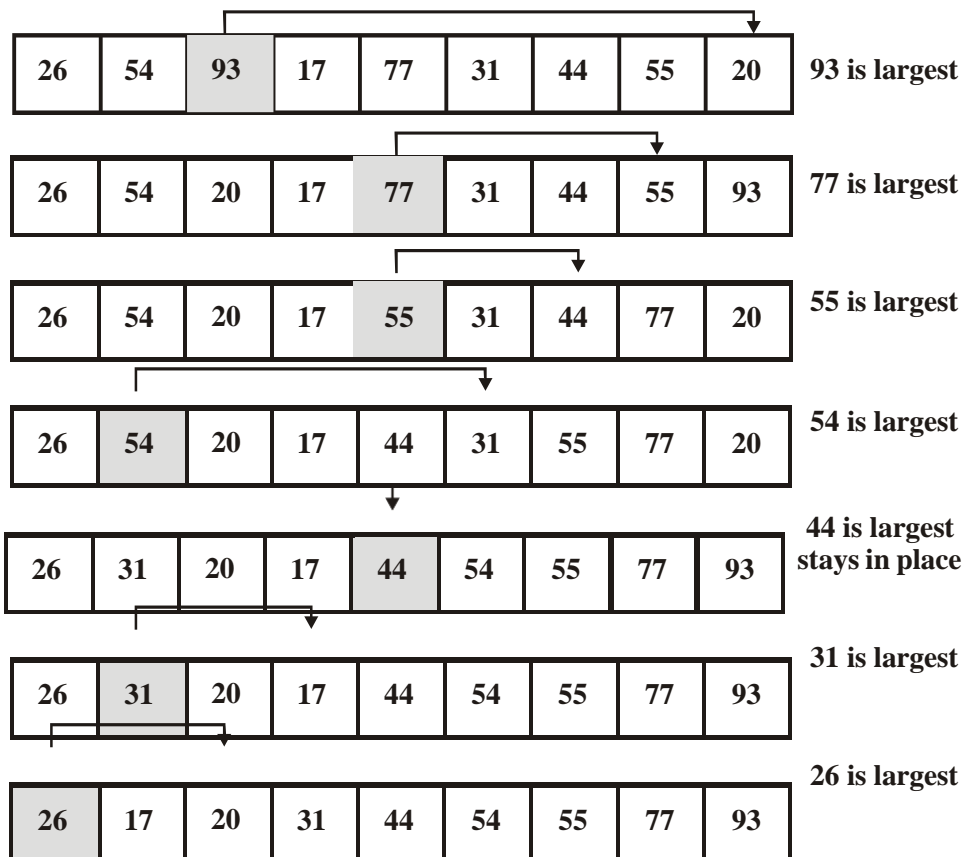 26 54 93 17 77 31 44 55 20 93 is largest
26 54 20 17 77 31 44 55 93 77 is largest
26 54 20 17 55 31 44 77 20 55 is largest
26 54 20 17 44 31 55 77 20 54 is largest
26 31 20 17 44 54 55 77 93 44 is largest
stays in place
26 31 20 17 44 54 55 77 93 31 is largest
26 17 20 31 44 54 55 77 93 26 is largest